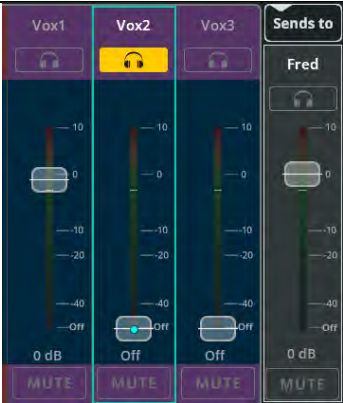 Vox1 Vox2 Vox3 Sends to
Fred
10 10 10 10
0 0 0 0
-10 -10 -10 -10
-20 -20 -20 -20
-40 -40 -40 -40
Off Off Off Off
0 dB Off Off 0 dB
MUTE MUTE MUTE MUTE